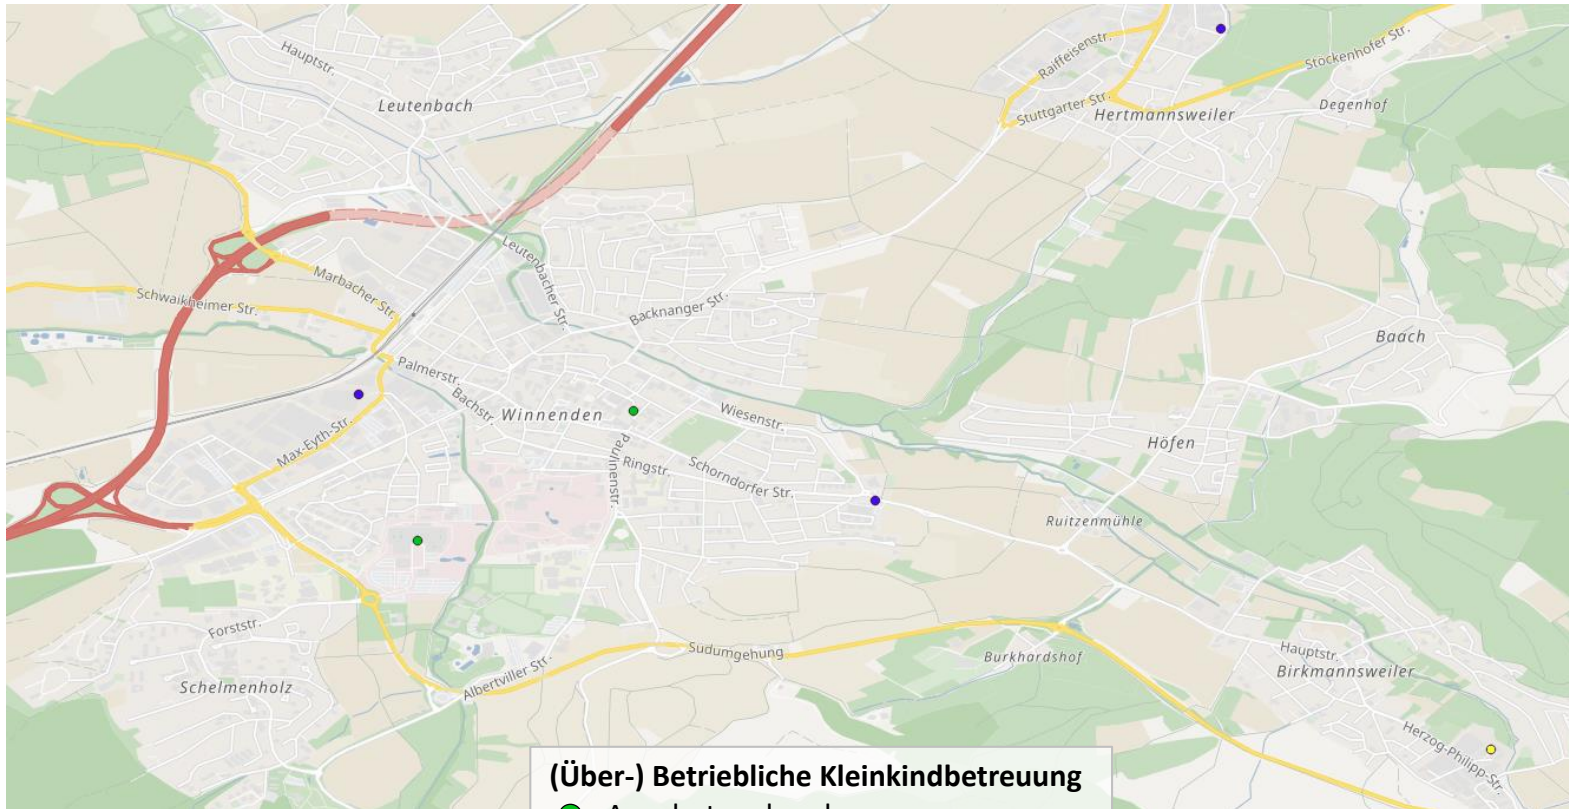 Hauptstr.
Leutenbach
Raiffeisenstr.
Stöckenhofer Str.
Stuttgarter Str.
Hertmannsweiler
Degenhof
Leutenbacher Str.
Marbacher Str.
Schwaikheimer Str.
Backnanger Str.
Baach
Palmerstr.
Bachstr.
Winnenden
Wiesenstr.
Max-Eyth-Str.
Paulinenstr.
Ringstr.
Schorndorfer Str.
Höfen
Ruitzenmühle
Forststr.
Südumgehung
Burkhardshof
Hauptstr.
Birkmannsweiler
Albertviller Str.
Schelmenholz
Herzog-Philipp-Str.
(Über-) Betriebliche Kleinkindbetreuung